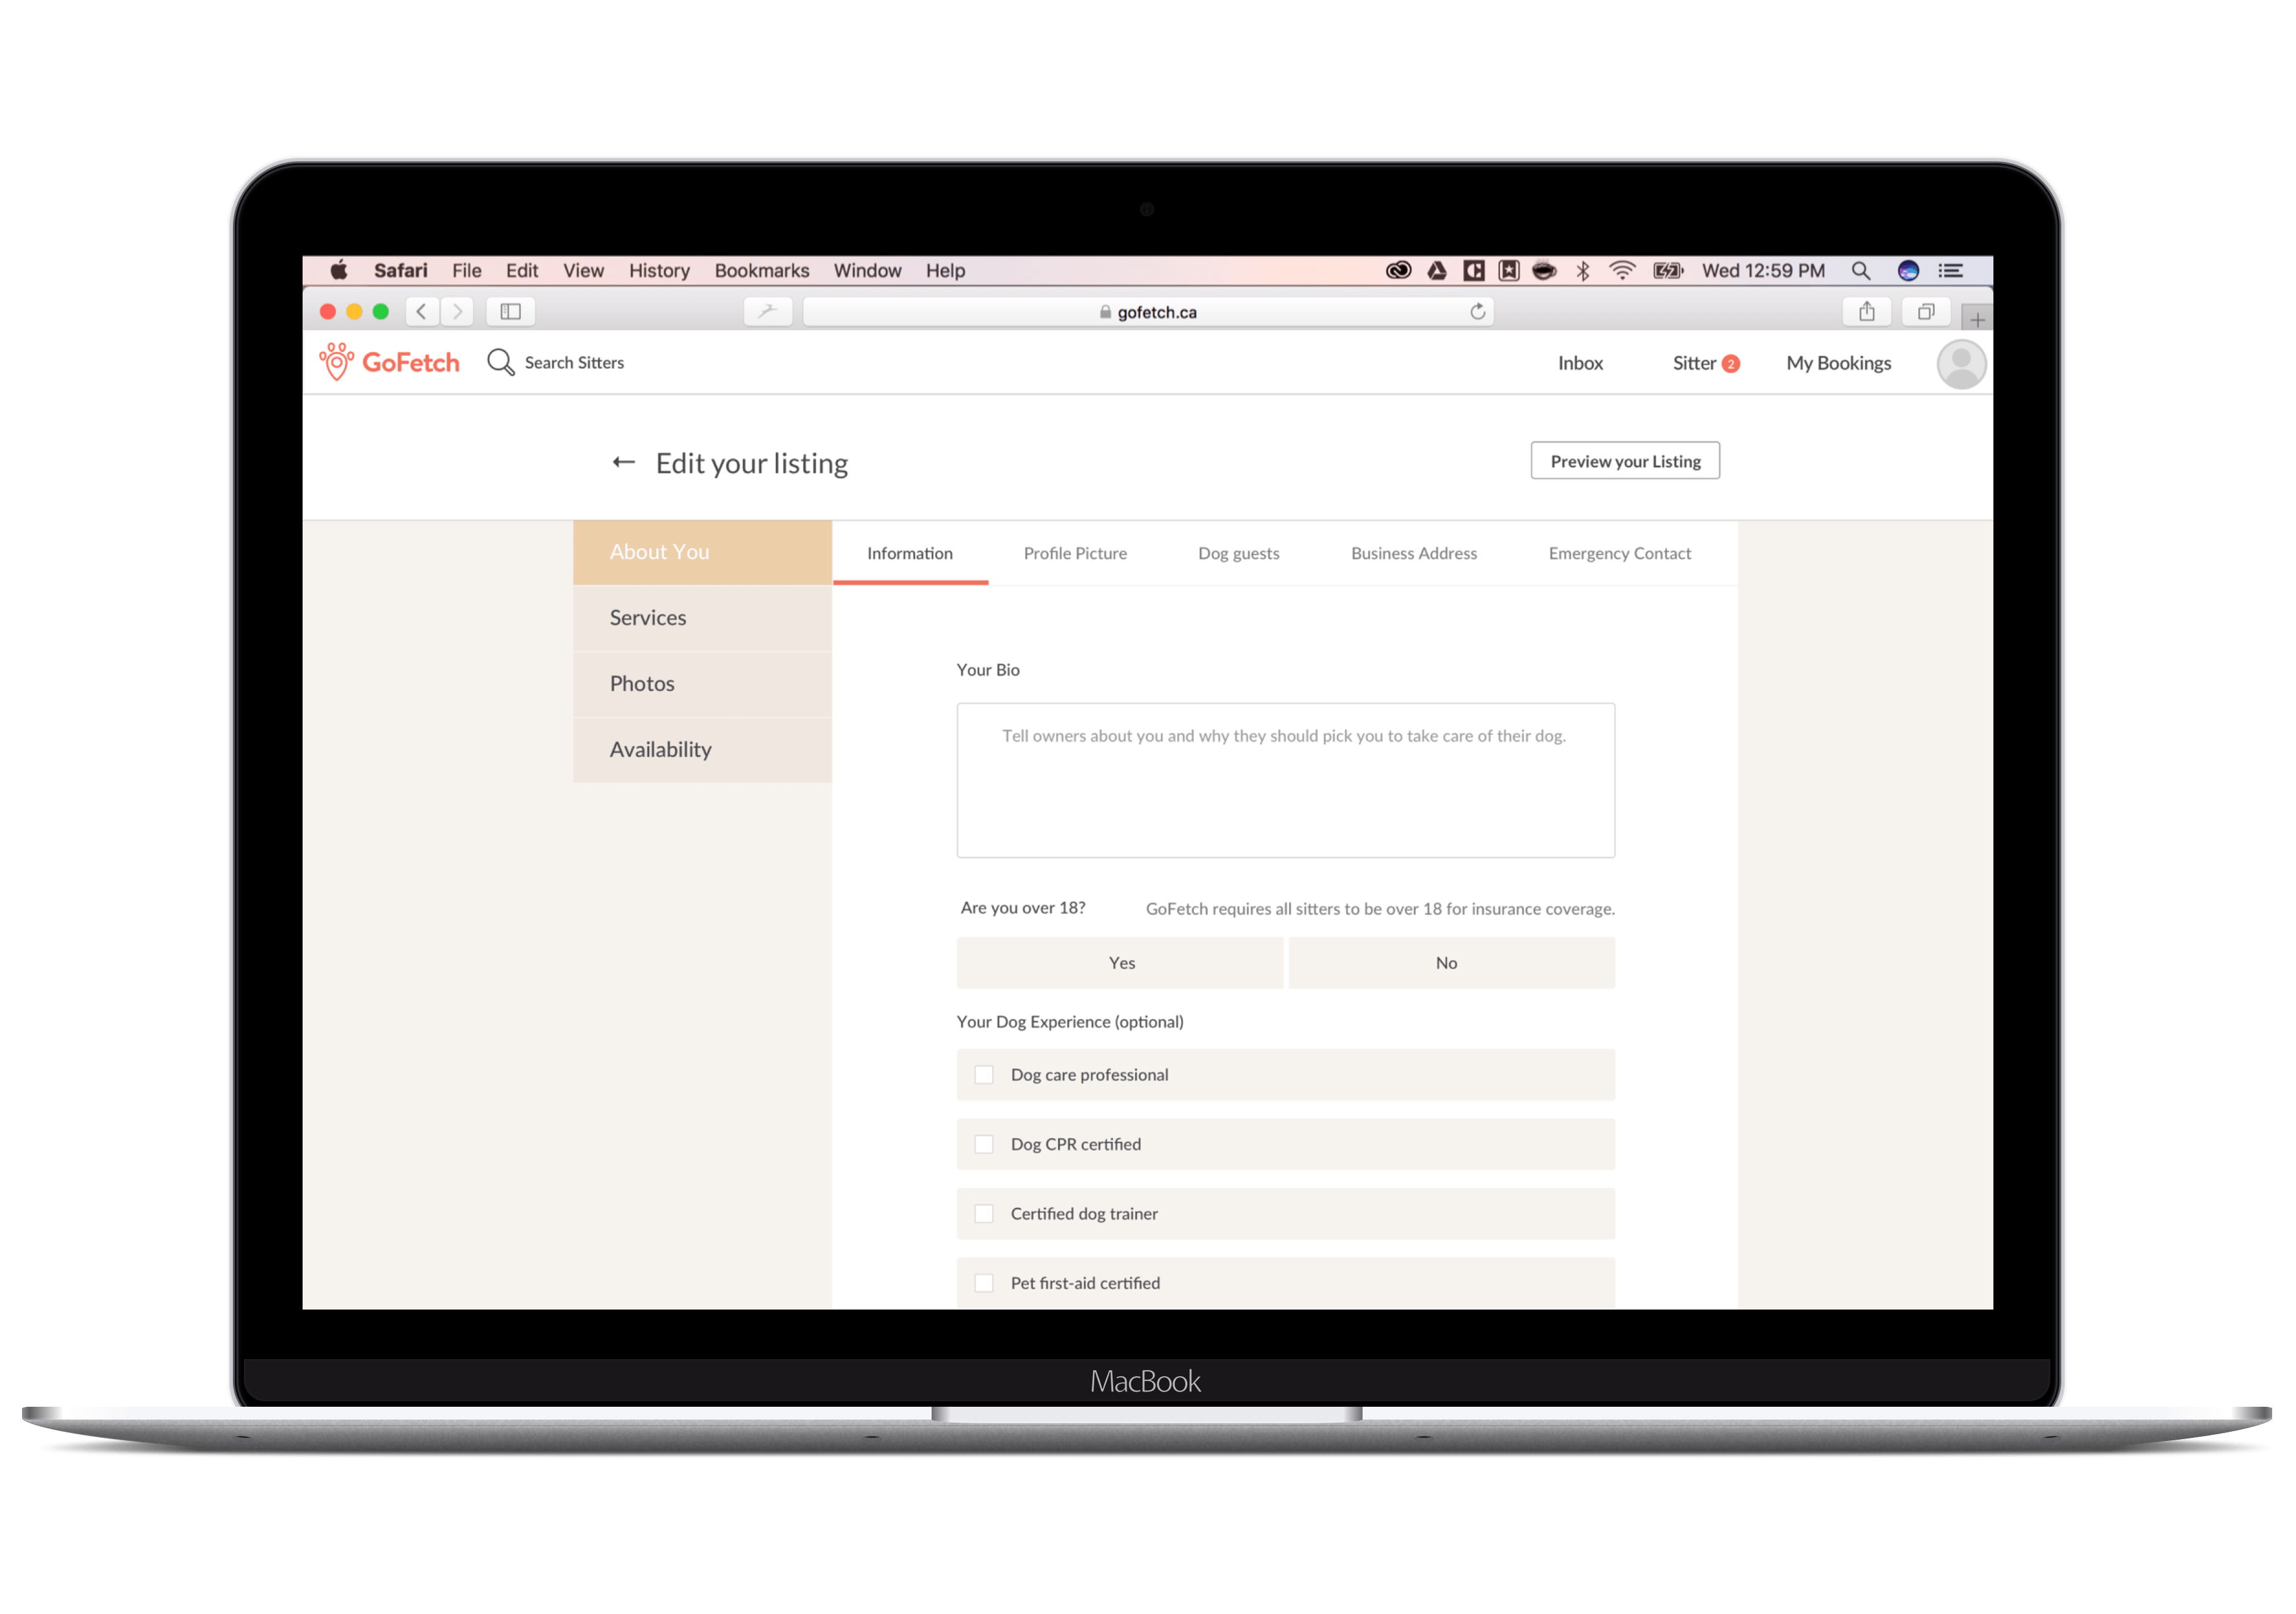 Safari File Edit View History Bookmarks Window Help Wed 12:59 PM
gofetch.ca
GoFetch Search Sitters Inbox Sitter 2 My Bookings
← Edit your listing Preview your Listing
About You Information Profile Picture Dog guests Business Address Emergency Contact
Services
Photos
Availability
Your Bio
Tell owners about you and why they should pick you to take care of their dog.
Are you over 18? GoFetch requires all sitters to be over 18 for insurance coverage.
Yes No
Your Dog Experience (optional)
Dog care professional
Dog CPR certified
Certified dog trainer
Pet first-aid certified
MacBook